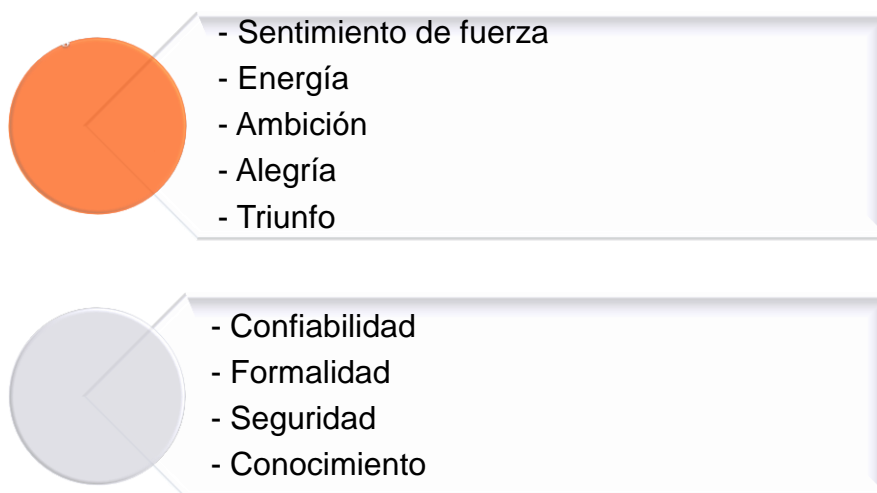 - Sentimiento de fuerza
- Energía
- Ambición
- Alegría
- Triunfo
- Confiabilidad
- Formalidad
- Seguridad
- Conocimiento